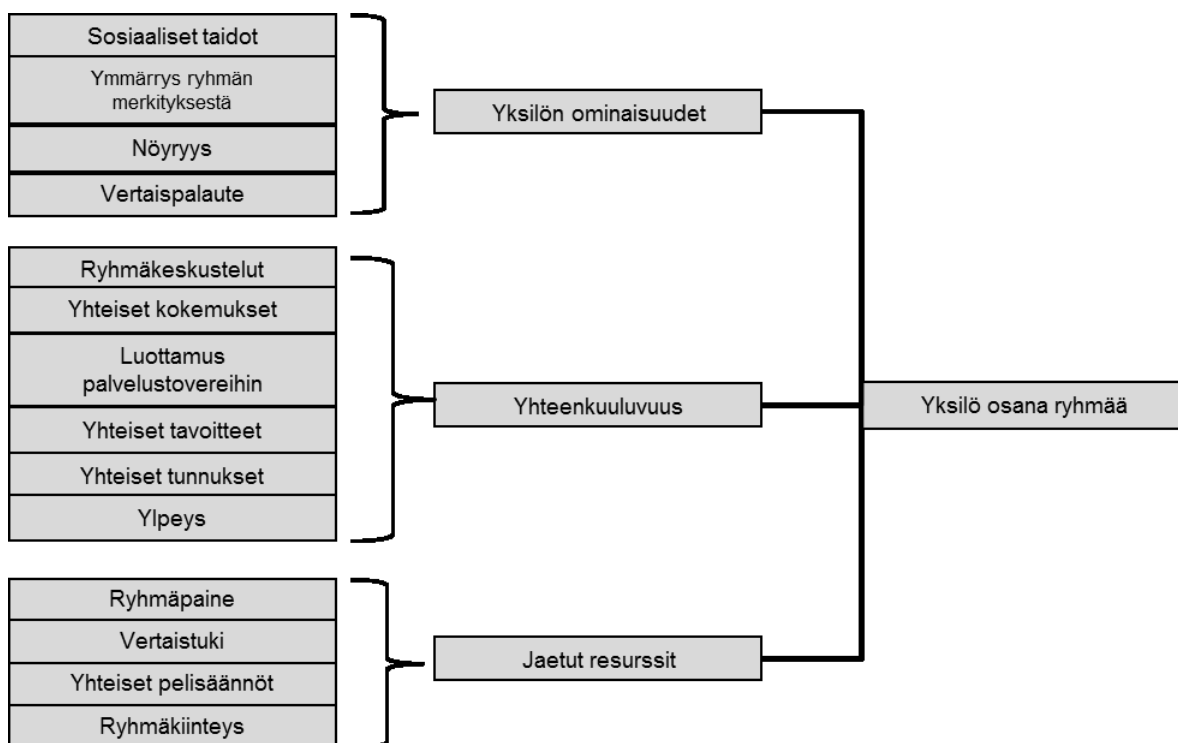 Sosiaaliset taidot
Ymmärrys ryhmän
merkityksestä
Nöyryys
Vertaispalaute
Yksilön ominaisuudet
Ryhmäkeskustelut
Yhteiset kokemukset
Luottamus
palvelustovereihin
Yhteiset tavoitteet
Yhteiset tunnukset
Ylpeys
Yhteenkuuluvuus
Yksilö osana ryhmää
Ryhmäpaine
Vertaistuki
Yhteiset pelisäännöt
Ryhmäkiinteys
Jaetut resurssit